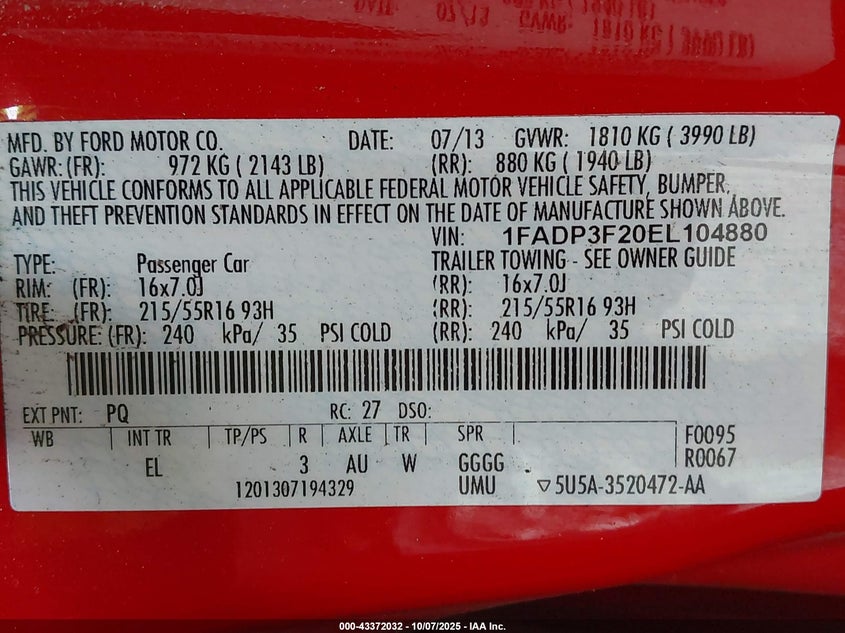 MFD. BY FORD MOTOR CO. DATE: 07/13 GVWR: 1810 KG ( 3990 LB)
GAWR: (FR): 972 KG ( 2143 LB) (RR): 880 KG ( 1940 LB)
THIS VEHICLE CONFORMS TO ALL APPLICABLE FEDERAL MOTOR VEHICLE SAFETY, BUMPER,
AND THEFT PREVENTION STANDARDS IN EFFECT ON THE DATE OF MANUFACTURE SHOWN ABOVE.
VIN: 1FADP3F20EL104880
TYPE: Passenger Car TRAILER TOWING - SEE OWNER GUIDE
RIM: (FR): 16x7.0J (RR): 16x7.0J
TIRE: (FR): 215/55R16 93H (RR): 215/55R16 93H
PRESSURE: (FR): 240 kPa/ 35 PSI COLD (RR): 240 kPa/ 35 PSI COLD
EXT PNT: PQ RC: 27 DSO:
WB INT TR TP/PS R AXLE TR SPR F0095
EL 3 AU W GGGG R0067
1201307194329 UMU 5U5A-3520472-AA
000-43372032 - 10/07/2025 - IAA Inc.